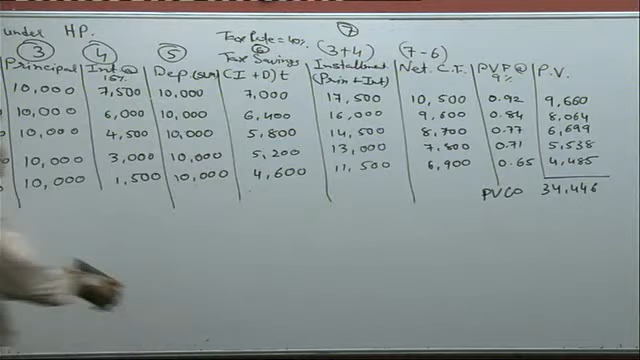 under HP.
Tax Rate = 40%
③ ④ ⑤ ⑥ ⑦
(3+4) (7-6)
Principal Int @ 15% Dep (SLM) Tax Savings (I + D) t Installment (Prin + Int) Net C.F. PVF @ 9% P.V.
10,000 7,500 10,000 7,000 17,500 10,500 0.92 9,660
10,000 6,000 10,000 6,400 16,000 9,600 0.84 8,064
10,000 4,500 10,000 5,800 14,500 8,700 0.77 6,699
10,000 3,000 10,000 5,200 13,000 7,800 0.71 5,538
10,000 1,500 10,000 4,600 11,500 6,900 0.65 4,485
PVCO 34,446